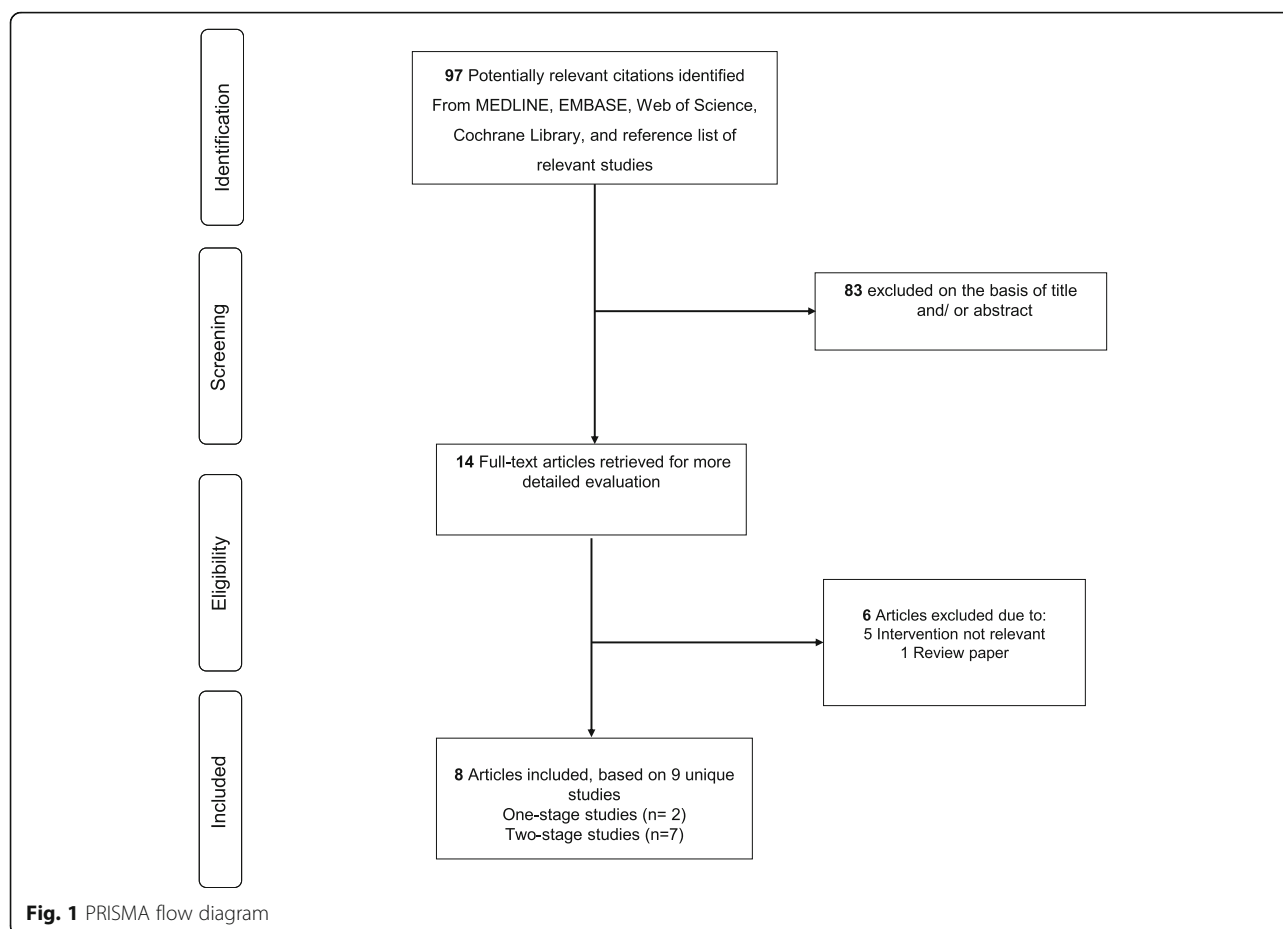 Identification
97 Potentially relevant citations identified
From MEDLINE, EMBASE, Web of Science,
Cochrane Library, and reference list of
relevant studies
Screening
83 excluded on the basis of title
and/ or abstract
14 Full-text articles retrieved for more
detailed evaluation
Eligibility
6 Articles excluded due to:
5 Intervention not relevant
1 Review paper
Included
8 Articles included, based on 9 unique
studies
One-stage studies (n= 2)
Two-stage studies (n=7)
Fig. 1 PRISMA flow diagram